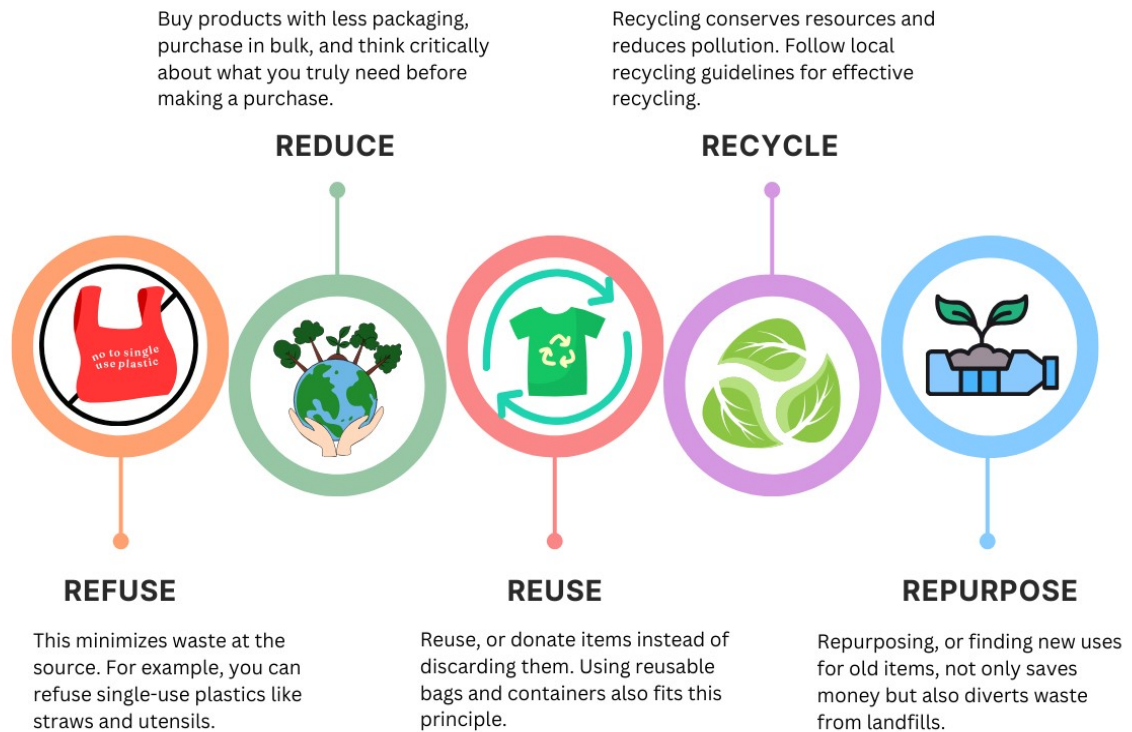 Buy products with less packaging,
purchase in bulk, and think critically
about what you truly need before
making a purchase.
REDUCE
Recycling conserves resources and
reduces pollution. Follow local
recycling guidelines for effective
recycling.
RECYCLE
no to single
use plastic
REFUSE
This minimizes waste at the
source. For example, you can
refuse single-use plastics like
straws and utensils.
REUSE
Reuse, or donate items instead of
discarding them. Using reusable
bags and containers also fits this
principle.
REPURPOSE
Repurposing, or finding new uses
for old items, not only saves
money but also diverts waste
from landfills.